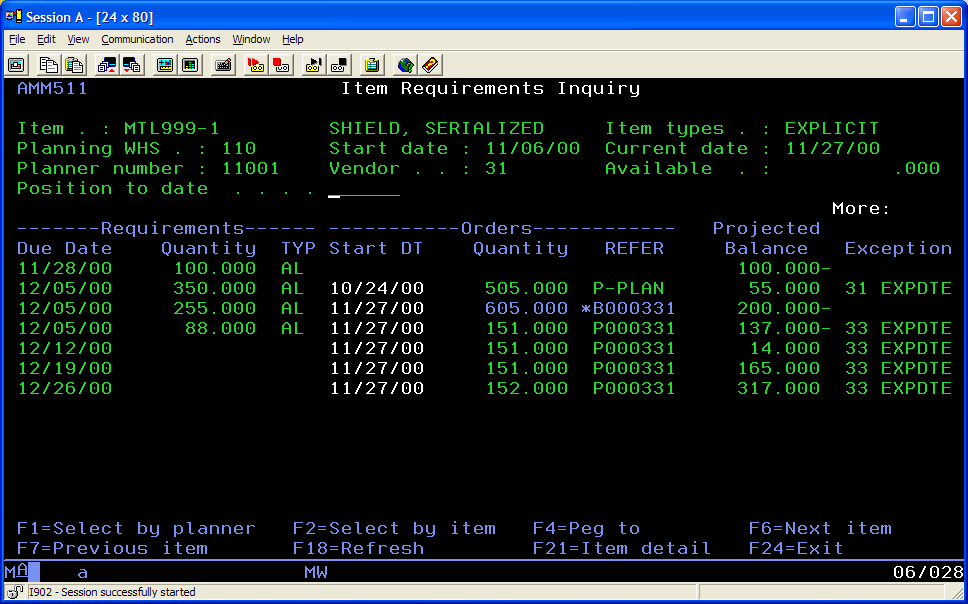 Session A - [24 x 80]
File Edit View Communication Actions Window Help
AMM511 Item Requirements Inquiry
Item . : MTL999-1 SHIELD, SERIALIZED Item types . : EXPLICIT
Planning WHS . : 110 Start date : 11/06/00 Current date : 11/27/00
Planner number : 11001 Vendor . . : 31 Available . : .000
Position to date . . . . ______
More:
-------Requirements------ -----------Orders------------ Projected
Due Date Quantity TYP Start DT Quantity REFER Balance Exception
11/28/00 100.000 AL 100.000-
12/05/00 350.000 AL 10/24/00 505.000 P-PLAN 55.000 31 EXPDTE
12/05/00 255.000 AL 11/27/00 605.000 *B000331 200.000-
12/05/00 88.000 AL 11/27/00 151.000 P000331 137.000- 33 EXPDTE
12/12/00 11/27/00 151.000 P000331 14.000 33 EXPDTE
12/19/00 11/27/00 151.000 P000331 165.000 33 EXPDTE
12/26/00 11/27/00 152.000 P000331 317.000 33 EXPDTE
F1=Select by planner F2=Select by item F4=Peg to F6=Next item
F7=Previous item F18=Refresh F21=Item detail F24=Exit
MA a MW 06/028
I902 - Session successfully started